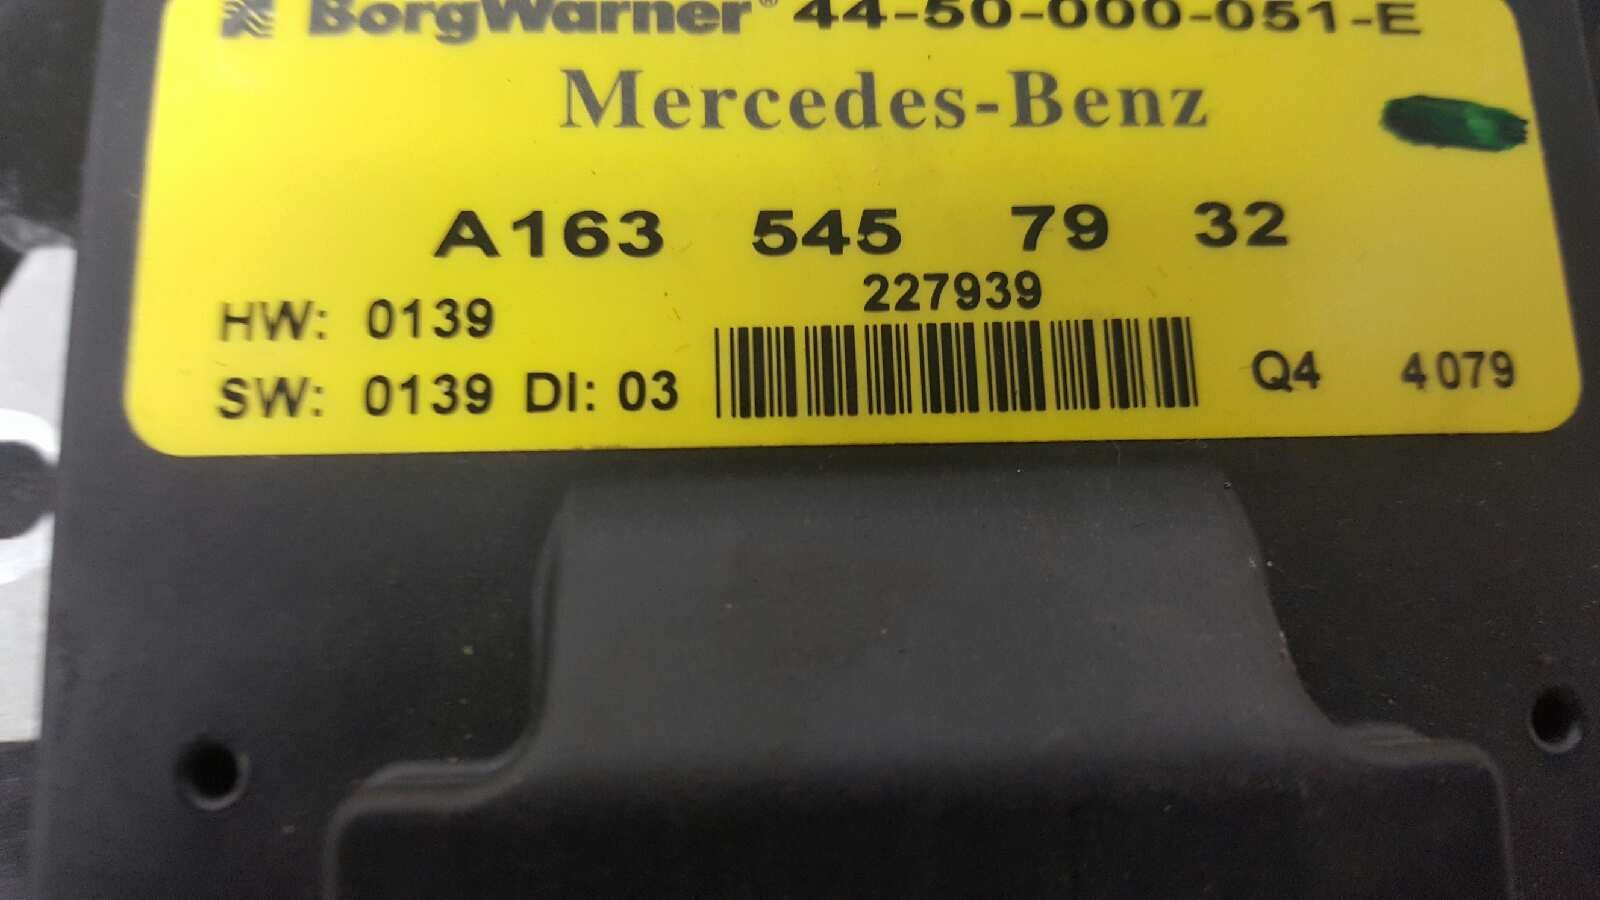 BorgWarner® 44-50-000-051-E
Mercedes-Benz
A163 545 79 32
227939
HW: 0139
SW: 0139 DI: 03
Q4 4079